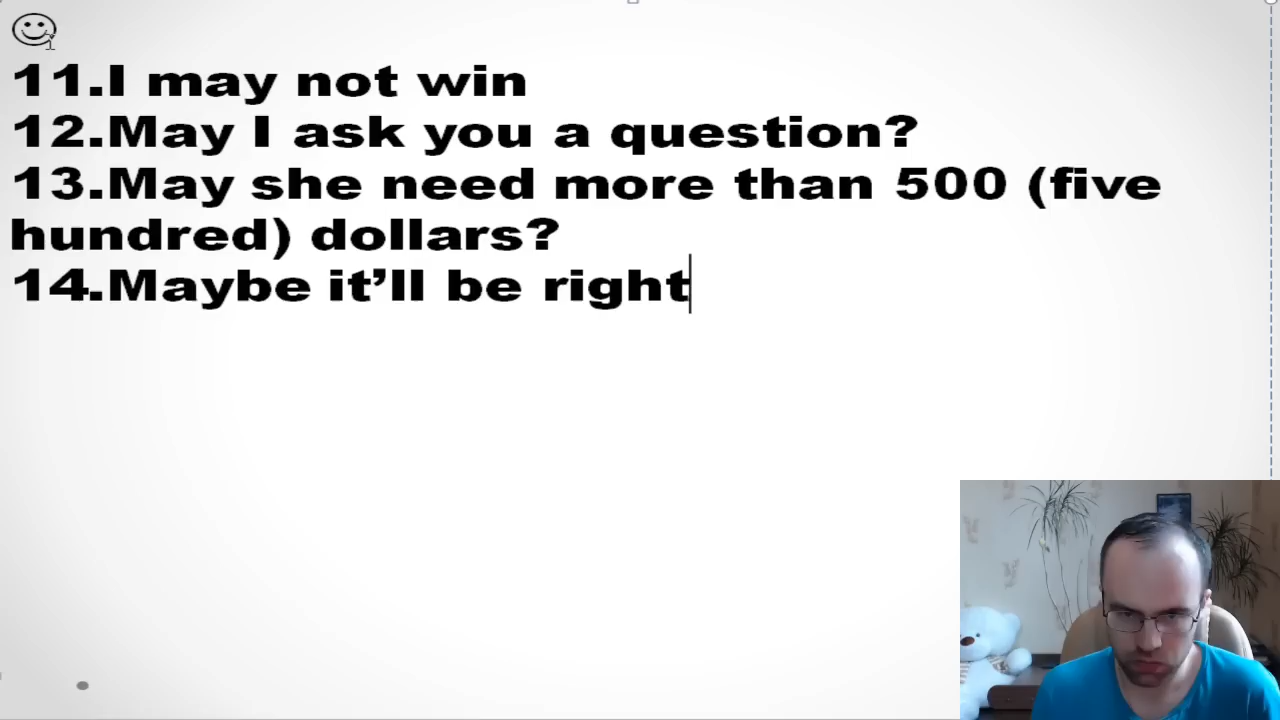 11.I may not win
12.May I ask you a question?
13.May she need more than 500 (five
hundred) dollars?
14.Maybe it’ll be right